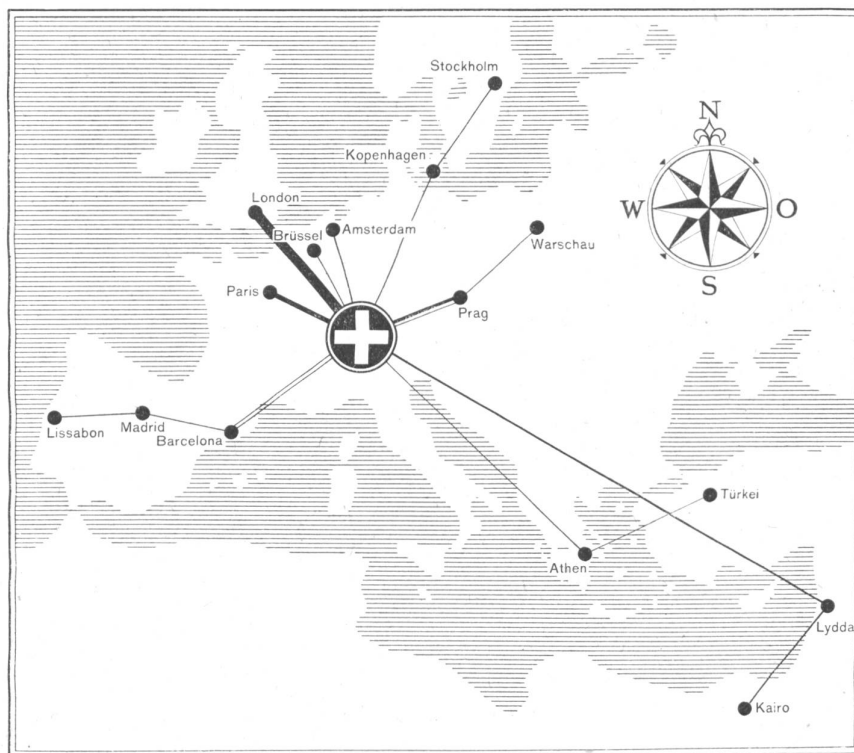 Stockholm
N
Kopenhagen
London
W
O
Amsterdam
Brüssel
Warschau
S
Paris
Prag
Lissabon
Madrid
Barcelona
Türkei
Athen
Lydda
Kairo